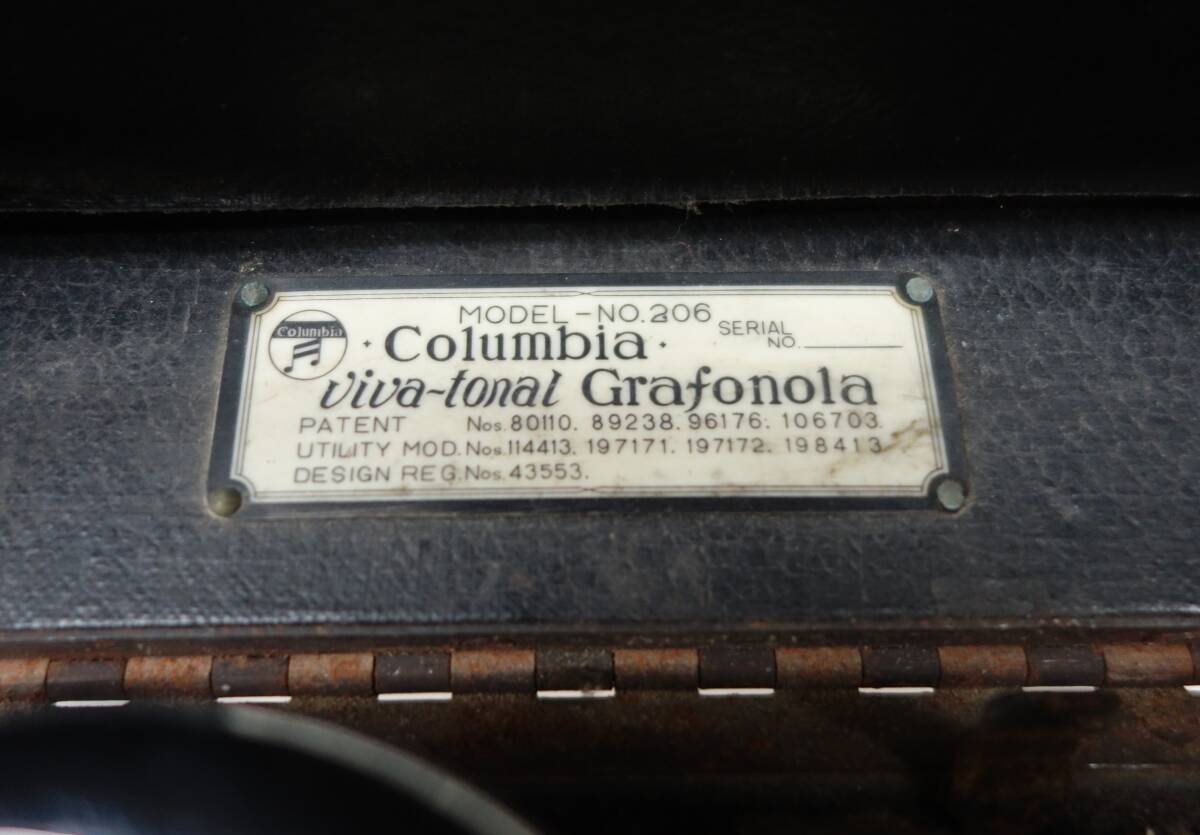 MODEL-NO.206
Columbia
· Columbia ·
SERIAL NO.
viva-tonal Grafonola
PATENT Nos. 80110. 89238. 96176. 106703
UTILITY MOD. Nos. 114413. 197171. 197172. 198413
DESIGN REG. Nos. 43553.